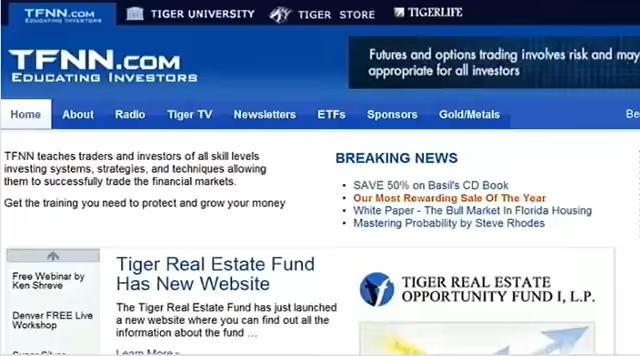 TFNN.COM
EDUCATING INVESTORS
TIGER UNIVERSITY
TIGER STORE
TIGERLIFE
TFNN.COM
EDUCATING INVESTORS
Futures and options trading involves risk and may
appropriate for all investors
Home
About
Radio
Tiger TV
Newsletters
ETFs
Sponsors
Gold/Metals
TFNN teaches traders and investors of all skill levels
investing systems, strategies, and techniques allowing
them to successfully trade the financial markets.
Get the training you need to protect and grow your money
BREAKING NEWS
SAVE 50% on Basil's CD Book
Our Most Rewarding Sale Of The Year
White Paper - The Bull Market In Florida Housing
Mastering Probability by Steve Rhodes
Free Webinar by
Ken Shreve
Denver FREE Live
Workshop
Tiger Real Estate Fund
Has New Website
The Tiger Real Estate Fund has just launched
a new website where you can find out all the
information about the fund ...
Learn More
TIGER REAL ESTATE
OPPORTUNITY FUND I, L.P.